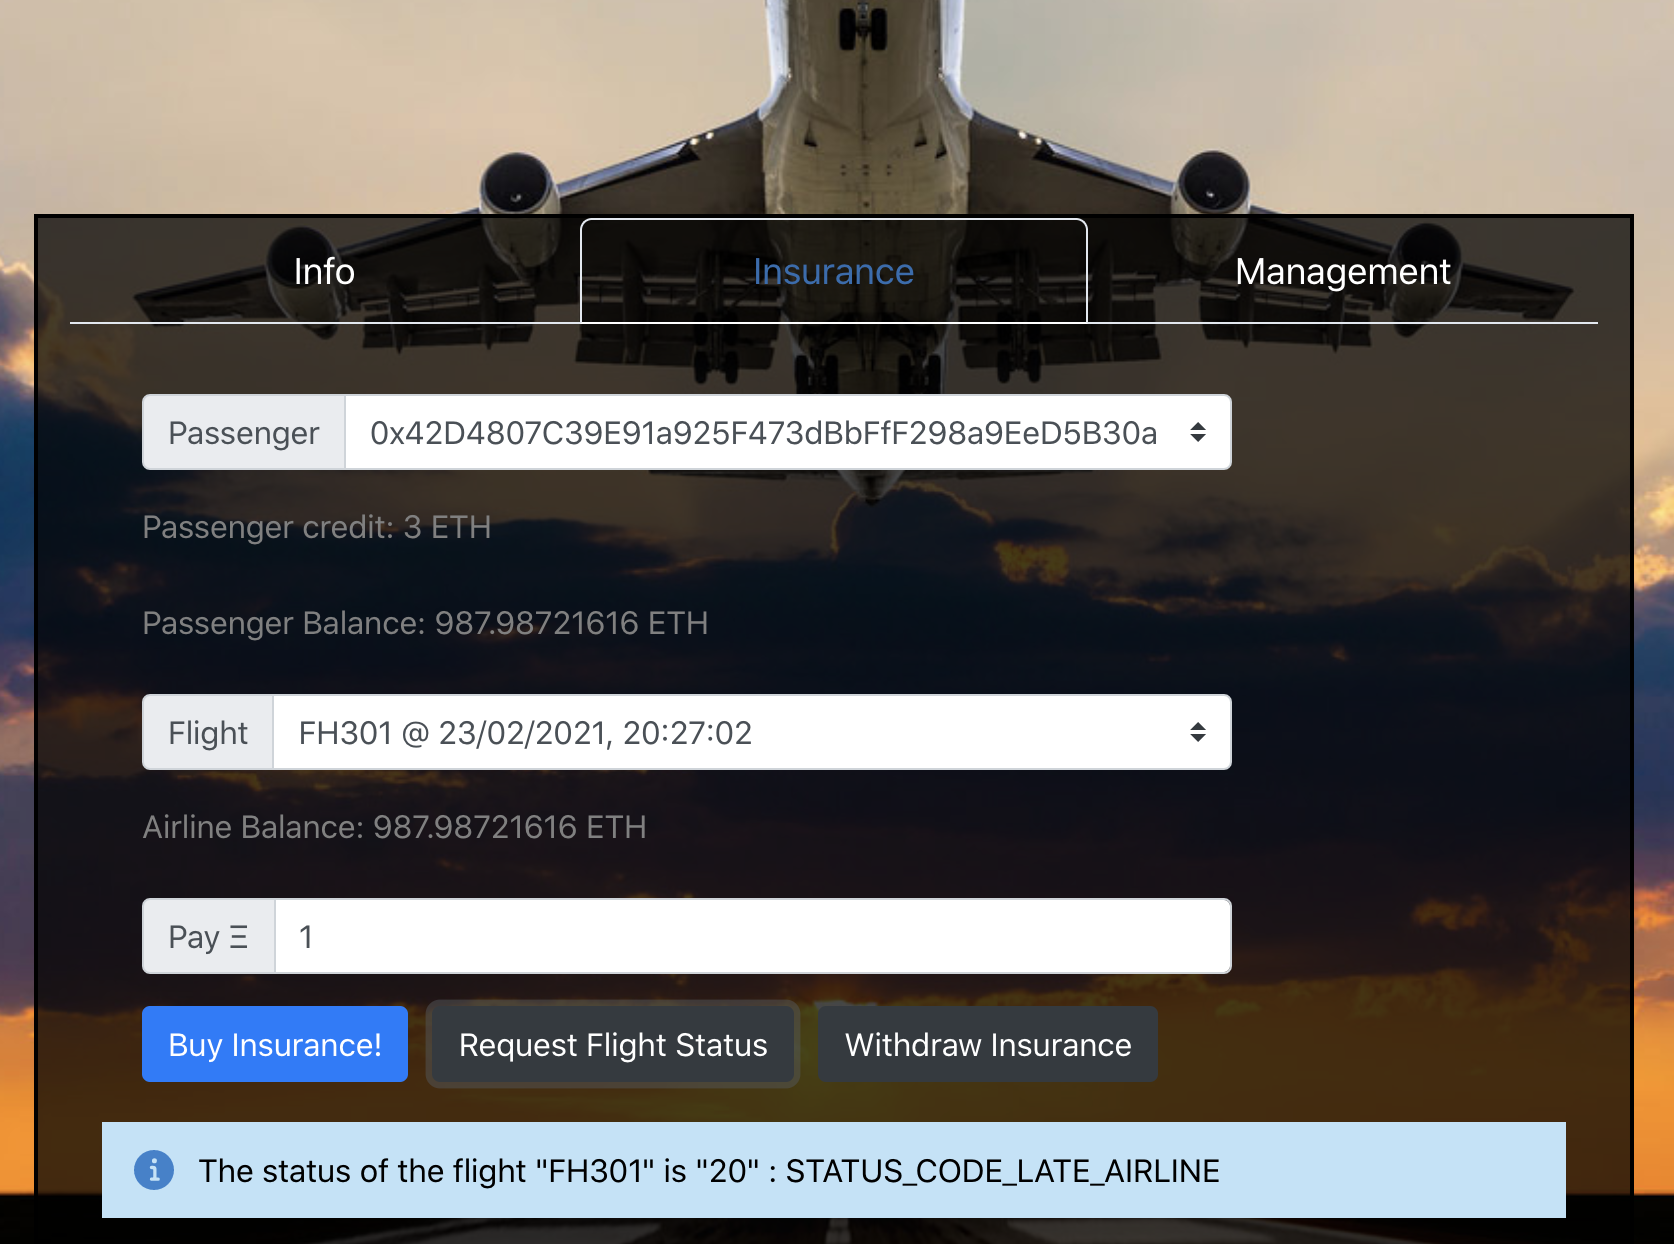 Info
Insurance
Management
Passenger 0x42D4807C39E91a925F473dBbFfF298a9EeD5B30a
Passenger credit: 3 ETH
Passenger Balance: 987.98721616 ETH
Flight FH301 @ 23/02/2021, 20:27:02
Airline Balance: 987.98721616 ETH
Pay Ξ 1
Buy Insurance! Request Flight Status Withdraw Insurance
The status of the flight "FH301" is "20" : STATUS_CODE_LATE_AIRLINE